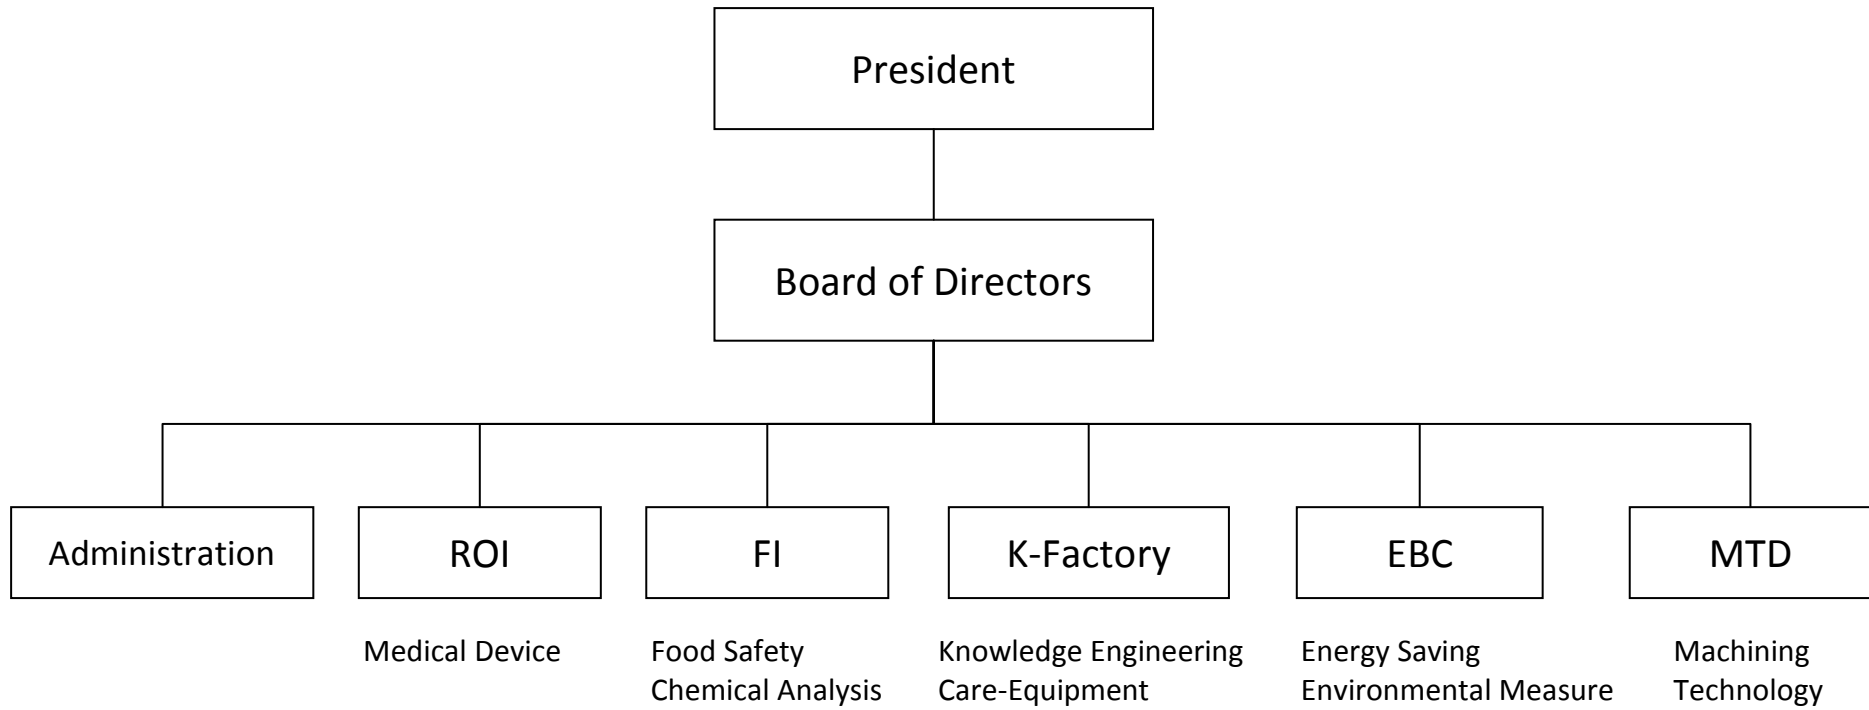 President
Board of Directors
Administration
ROI
FI
K-Factory
EBC
MTD
Medical Device
Food Safety
Chemical Analysis
Knowledge Engineering
Care-Equipment
Energy Saving
Environmental Measure
Machining
Technology